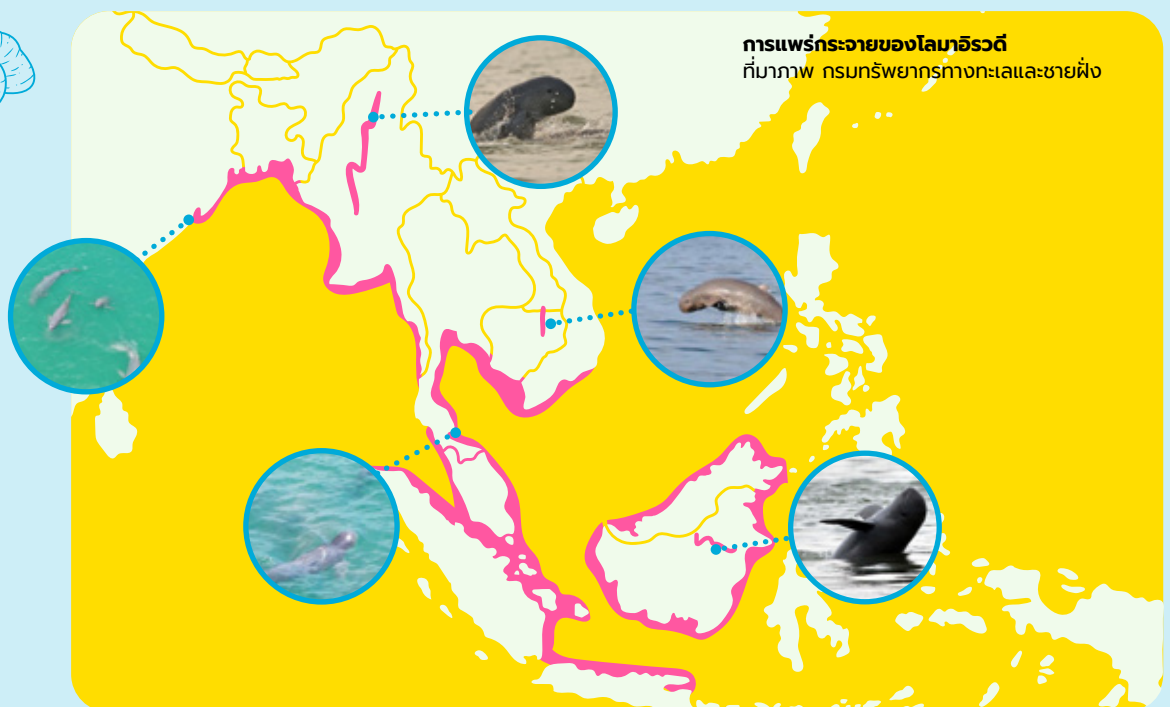 การแพร่กระจายของโลมาอิรวดี
ที่มาภาพ กรมทรัพยากรทางทะเลและชายฝั่ง